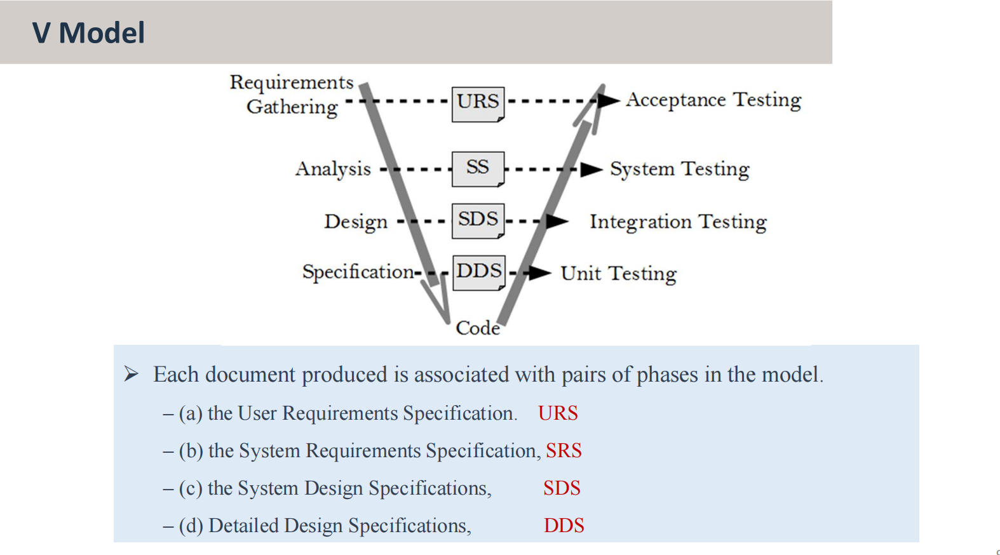 V Model
Requirements
Gathering
URS
Acceptance Testing
Analysis
SS
System Testing
Design
SDS
Integration Testing
Specification
DDS
Unit Testing
Code
➢ Each document produced is associated with pairs of phases in the model.
– (a) the User Requirements Specification. URS
– (b) the System Requirements Specification, SRS
– (c) the System Design Specifications, SDS
– (d) Detailed Design Specifications, DDS